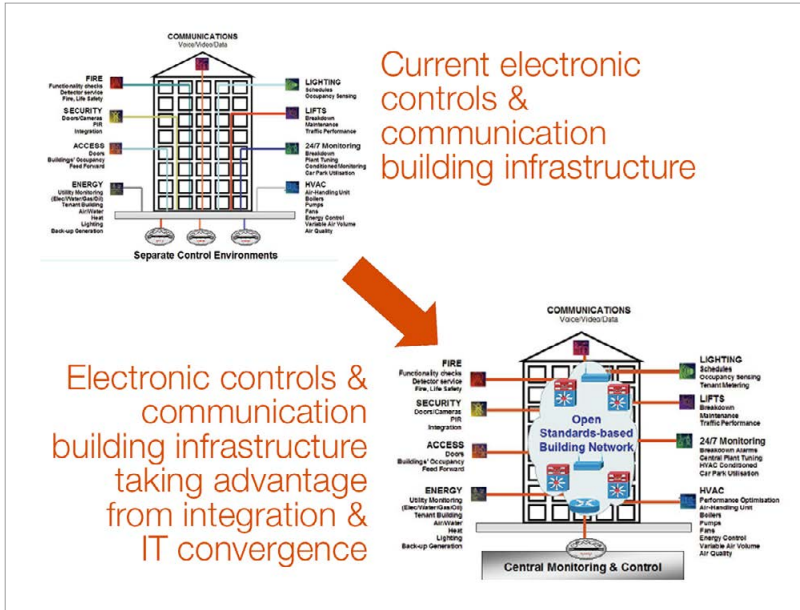 COMMUNICATIONS
Voice/Video/Data
FIRE
Functionality checks
Detector service
Fire, Life Safety
SECURITY
Doors/Cameras
PIR
Integration
ACCESS
Doors
Buildings' Occupancy
Feed Forward
ENERGY
Utility Monitoring
(Elec/Water/Gas/Oil)
Tenant Building
Air/Water
Heat
Lighting
Back-up Generation
LIGHTING
Schedules
Occupancy Sensing
LIFTS
Breakdown
Maintenance
Traffic Performance
24/7 Monitoring
Breakdown
Plant Tuning
Conditioned Monitoring
Car Park Utilisation
HVAC
Air-Handling Unit
Boilers
Pumps
Fans
Energy Control
Variable Air Volume
Air Quality
Separate Control Environments
Current electronic
controls &
communication
building infrastructure
Electronic controls &
communication
building infrastructure
taking advantage
from integration &
IT convergence
COMMUNICATIONS
Voice/Video/Data
FIRE
Functionality checks
Detector service
Fire, Life Safety
SECURITY
Doors/Cameras
PIR
Integration
ACCESS
Doors
Buildings' Occupancy
Feed Forward
ENERGY
Utility Monitoring
(Elec/Water/Gas/Oil)
Tenant Building
Air/Water
Heat
Lighting
Back-up Generation
Open
Standards-based
Building Network
LIGHTING
Schedules
Occupancy Sensing
Tenant Metering
LIFTS
Breakdown
Maintenance
Traffic Performance
24/7 Monitoring
Breakdown Alarms
Central Plant Tuning
HVAC Conditioned
Car Park Utilisation
HVAC
Performance Optimisation
Air-Handling Unit
Boilers
Pumps
Fans
Energy Control
Variable Air Volume
Air Quality
Central Monitoring & Control